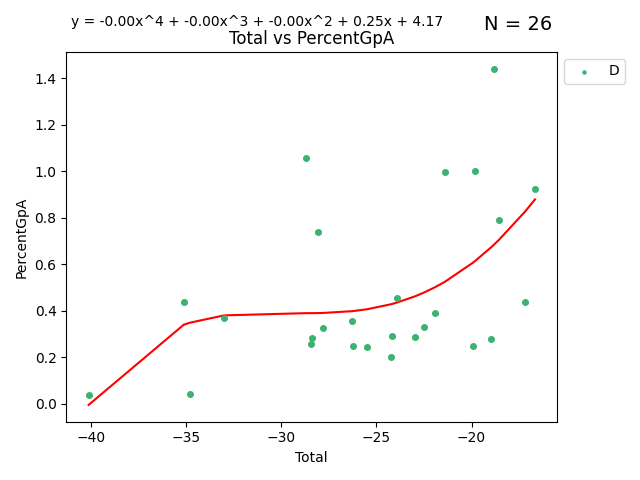 y = -0.00x^4 + -0.00x^3 + -0.00x^2 + 0.25x + 4.17
N = 26
Total vs PercentGpA
D
PercentGpA
1.4
1.2
1.0
0.8
0.6
0.4
0.2
0.0
−40 −35 −30 −25 −20
Total